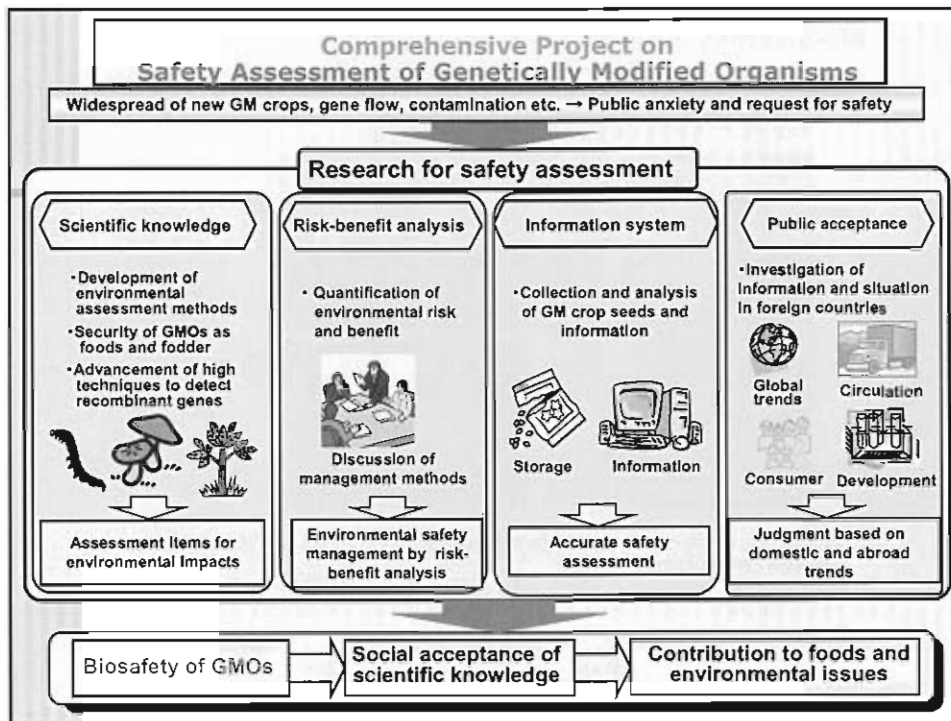 Comprehensive Project on
Safety Assessment of Genetically Modified Organisms
Widespread of new GM crops, gene flow, contamination etc. → Public anxiety and request for safety
Research for safety assessment
Scientific knowledge
•Development of
environmental
assessment methods
•Security of GMOs as
foods and fodder
•Advancement of high
techniques to detect
recombinant genes
Assessment Items for
environmental Impacts
Risk-benefit analysis
• Quantification of
environmental risk
and benefit
Discussion of
management methods
Environmental safety
management by risk-
benefit analysis
Information system
•Collection and analysis
of GM crop seeds and
information
Storage
Information
Accurate safety
assessment
Public acceptance
•Investigation of
Information and situation
in foreign countries
Global
trends
Circulation
Consumer
Development
Judgment based on
domestic and abroad
trends
Biosafety of GMOs
Social acceptance of
scientific knowledge
Contribution to foods and
environmental issues